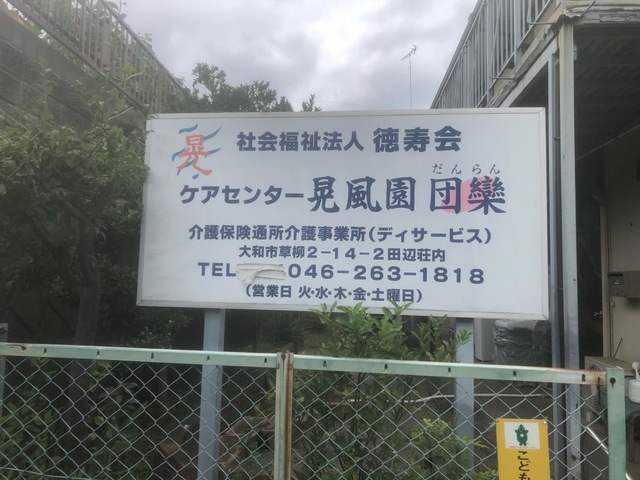 晃
社会福祉法人 徳寿会
だんらん
ケアセンター 晃風園 団欒
介護保険通所介護事業所(ディサービス)
大和市草柳2-14-2田辺荘内
TEL 046-263-1818
(営業日 火・水・木・金・土曜日)
こども